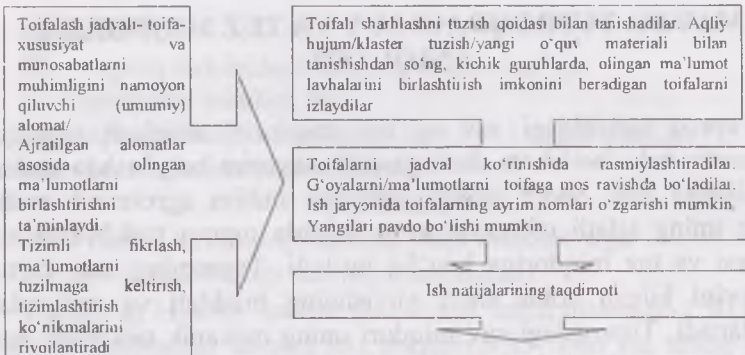 Toifalash jadvali-toifa-
xususiyat va
munosabatlarni
muhimligini namoyon
qiluvchi (umumiy)
alomat/
Ajratilgan alomatlar
asosida olingan
ma'lumotlarni
birlashtirishni
ta'minlaydi
Tizimli fikrlash,
ma'lumotlarni
tuzilmaga keltirish,
tizimlashtirish
ko'nikmalarini
rivojlantiradi
Toifali sharhlashni tuzish qoidasi bilan tanishadilar. Aqliy
hujum/klaster tuzish/yangi o'quv materiali bilan
tanishishdan so'ng, kichik guruhlarda, olingan ma'lumot
lavhalarini birlashtirish imkonini beradigan toifalarni
izlaydilar
Toifalarni jadval ko'rinishida rasmiylashtiradilar.
G'oyalarni/ma'lumotlarni toifaga mos ravishda bo'ladilar.
Ish jaryonida toifalarning ayrim nomlari o'zgarishi mumkin.
Yangilari paydo bo'lishi mumkin.
Ish natijalarining taqdimoti